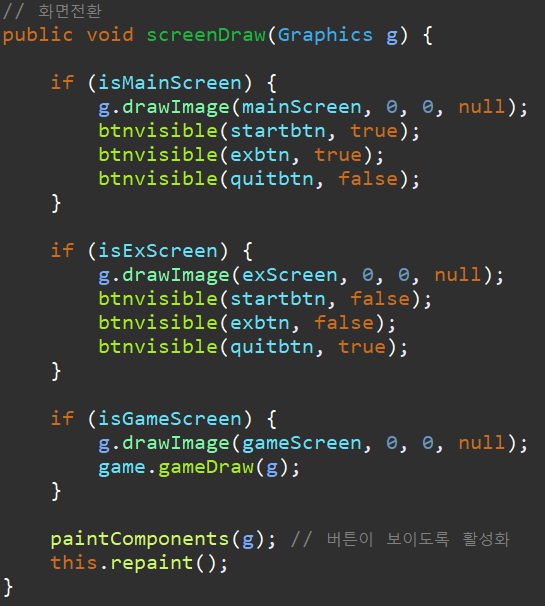 // 화면전환
public void screenDraw(Graphics g) {
if (isMainScreen) {
g.drawImage(mainScreen, 0, 0, null);
btnvisible(startbtn, true);
btnvisible(exbtn, true);
btnvisible(quitbtn, false);
}
if (isExScreen) {
g.drawImage(exScreen, 0, 0, null);
btnvisible(startbtn, false);
btnvisible(exbtn, false);
btnvisible(quitbtn, true);
}
if (isGameScreen) {
g.drawImage(gameScreen, 0, 0, null);
game.gameDraw(g);
}
paintComponents(g); // 버튼이 보이도록 활성화
this.repaint();
}